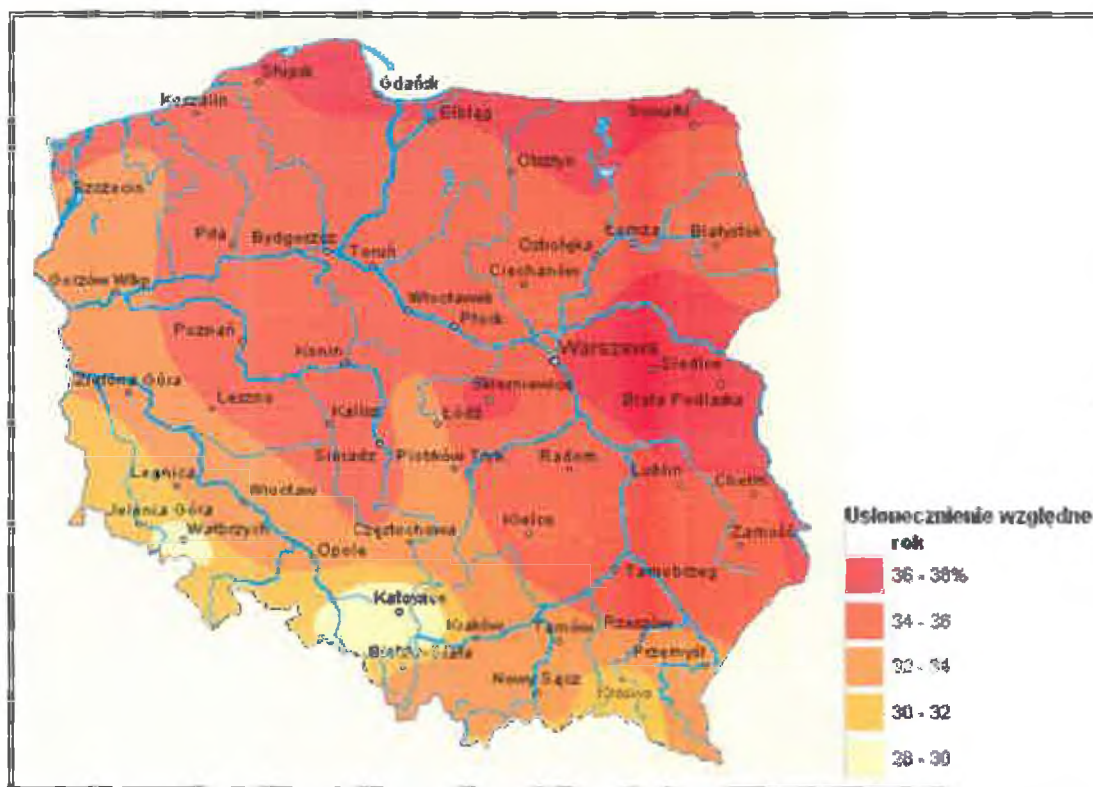 Słupsk
Gdańsk
Koszalin
Elbląg
Suwałki
Olsztyn
Szczecin
Piła
Bydgoszcz
Toruń
Łomża
Białystok
Ostrołęka
Ciechanów
Gorzów Wlkp
Włocławek
Płock
Poznań
Konin
Warszawa
Siedlce
Zielona Góra
Leszno
Skierniewice
Biała Podlaska
Kalisz
Łódź
Sieradz
Piotrków Tryb.
Radom
Lublin
Chełm
Legnica
Wrocław
Jelenia Góra
Wałbrzych
Częstochowa
Kielce
Zamość
Opole
Tarnobrzeg
Katowice
Kraków
Tarnów
Rzeszów
Bielsko-Biała
Przemyśl
Nowy Sącz
Krosno
Usłonecznienie względne
rok
36 - 38%
34 - 36
32 - 34
30 - 32
28 - 30